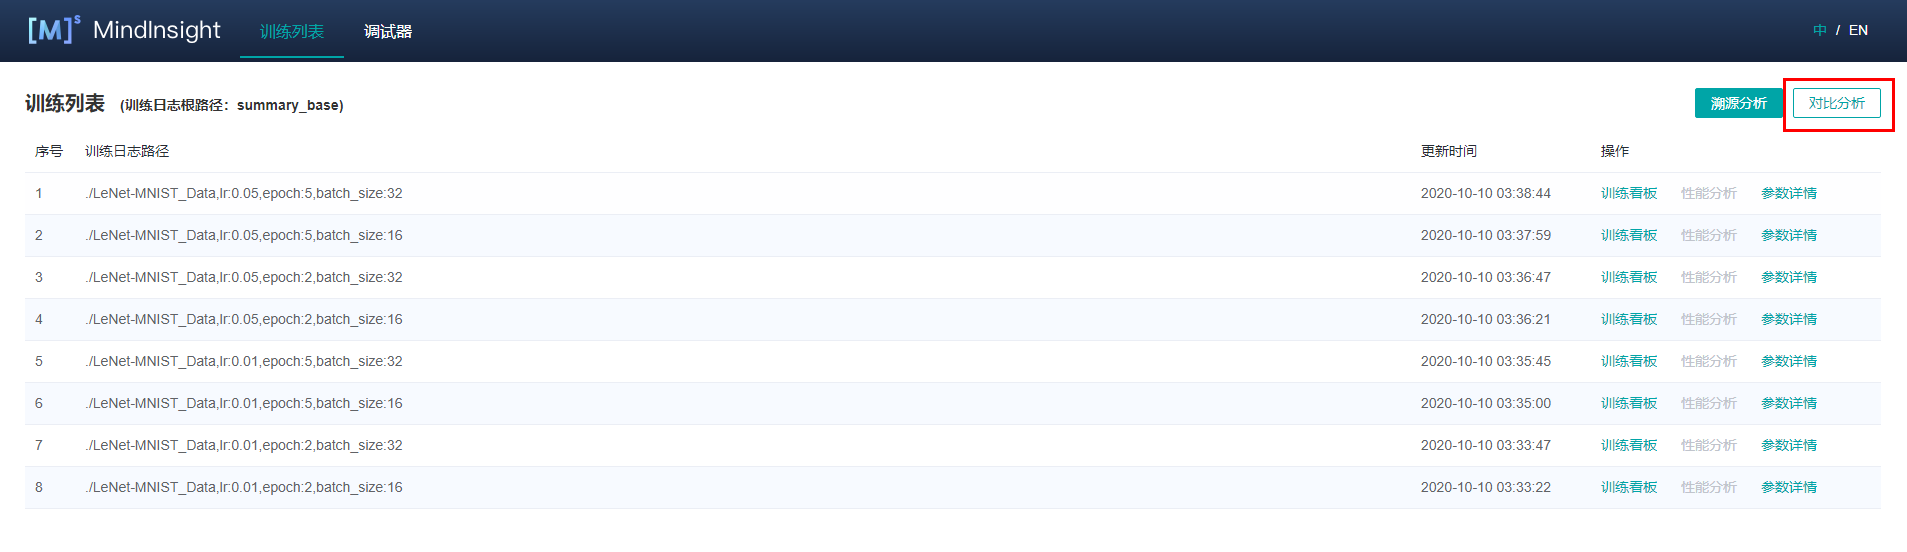 [M]s MindInsight 训练列表 调试器 中 / EN
训练列表 (训练日志根路径：summary_base) 溯源分析 对比分析
序号 训练日志路径 更新时间 操作
1 ./LeNet-MNIST_Data,lr:0.05,epoch:5,batch_size:32 2020-10-10 03:38:44 训练看板 性能分析 参数详情
2 ./LeNet-MNIST_Data,lr:0.05,epoch:5,batch_size:16 2020-10-10 03:37:59 训练看板 性能分析 参数详情
3 ./LeNet-MNIST_Data,lr:0.05,epoch:2,batch_size:32 2020-10-10 03:36:47 训练看板 性能分析 参数详情
4 ./LeNet-MNIST_Data,lr:0.05,epoch:2,batch_size:16 2020-10-10 03:36:21 训练看板 性能分析 参数详情
5 ./LeNet-MNIST_Data,lr:0.01,epoch:5,batch_size:32 2020-10-10 03:35:45 训练看板 性能分析 参数详情
6 ./LeNet-MNIST_Data,lr:0.01,epoch:5,batch_size:16 2020-10-10 03:35:00 训练看板 性能分析 参数详情
7 ./LeNet-MNIST_Data,lr:0.01,epoch:2,batch_size:32 2020-10-10 03:33:47 训练看板 性能分析 参数详情
8 ./LeNet-MNIST_Data,lr:0.01,epoch:2,batch_size:16 2020-10-10 03:33:22 训练看板 性能分析 参数详情